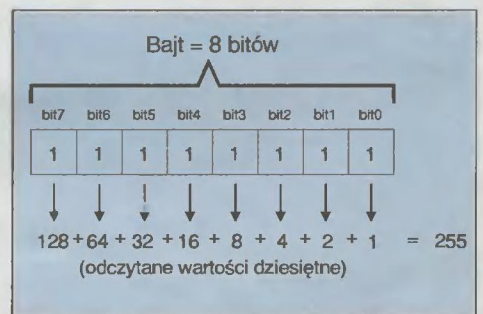 Bajt = 8 bitów
bit7 bit6 bit5 bit4 bit3 bit2 bit1 bit0
1 1 1 1 1 1 1 1
128 + 64 + 32 + 16 + 8 + 4 + 2 + 1 = 255
(odczytane wartości dziesiętne)